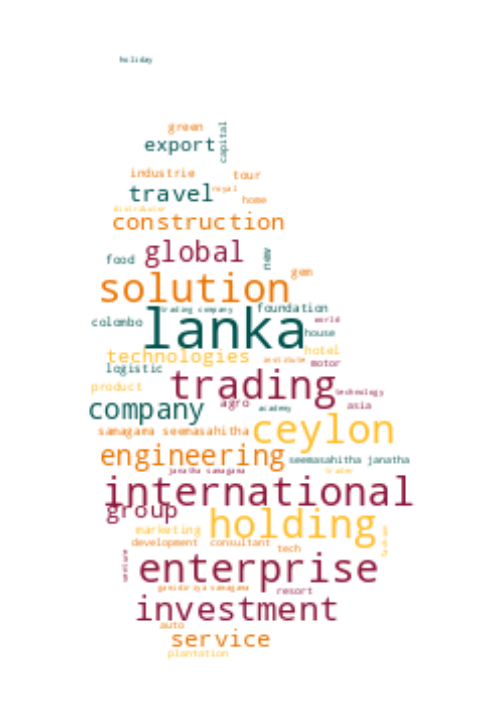 holiday
green
capital
export
industrie tour
travel royal
home
distributor
construction
global
food new
gem
solution
trading company foundation
lanka
colombo world
house
technologies hotel
institute motor
logistic
trading
product technology
company agro academy asia
ceylon
samagama seemasahitha
engineering
seemasahitha janatha
janatha samagama trader
international
group
holding
marketing
development consultant
tech
enterprise
gamidiriya samagama resort
investment
auto
service
plantation